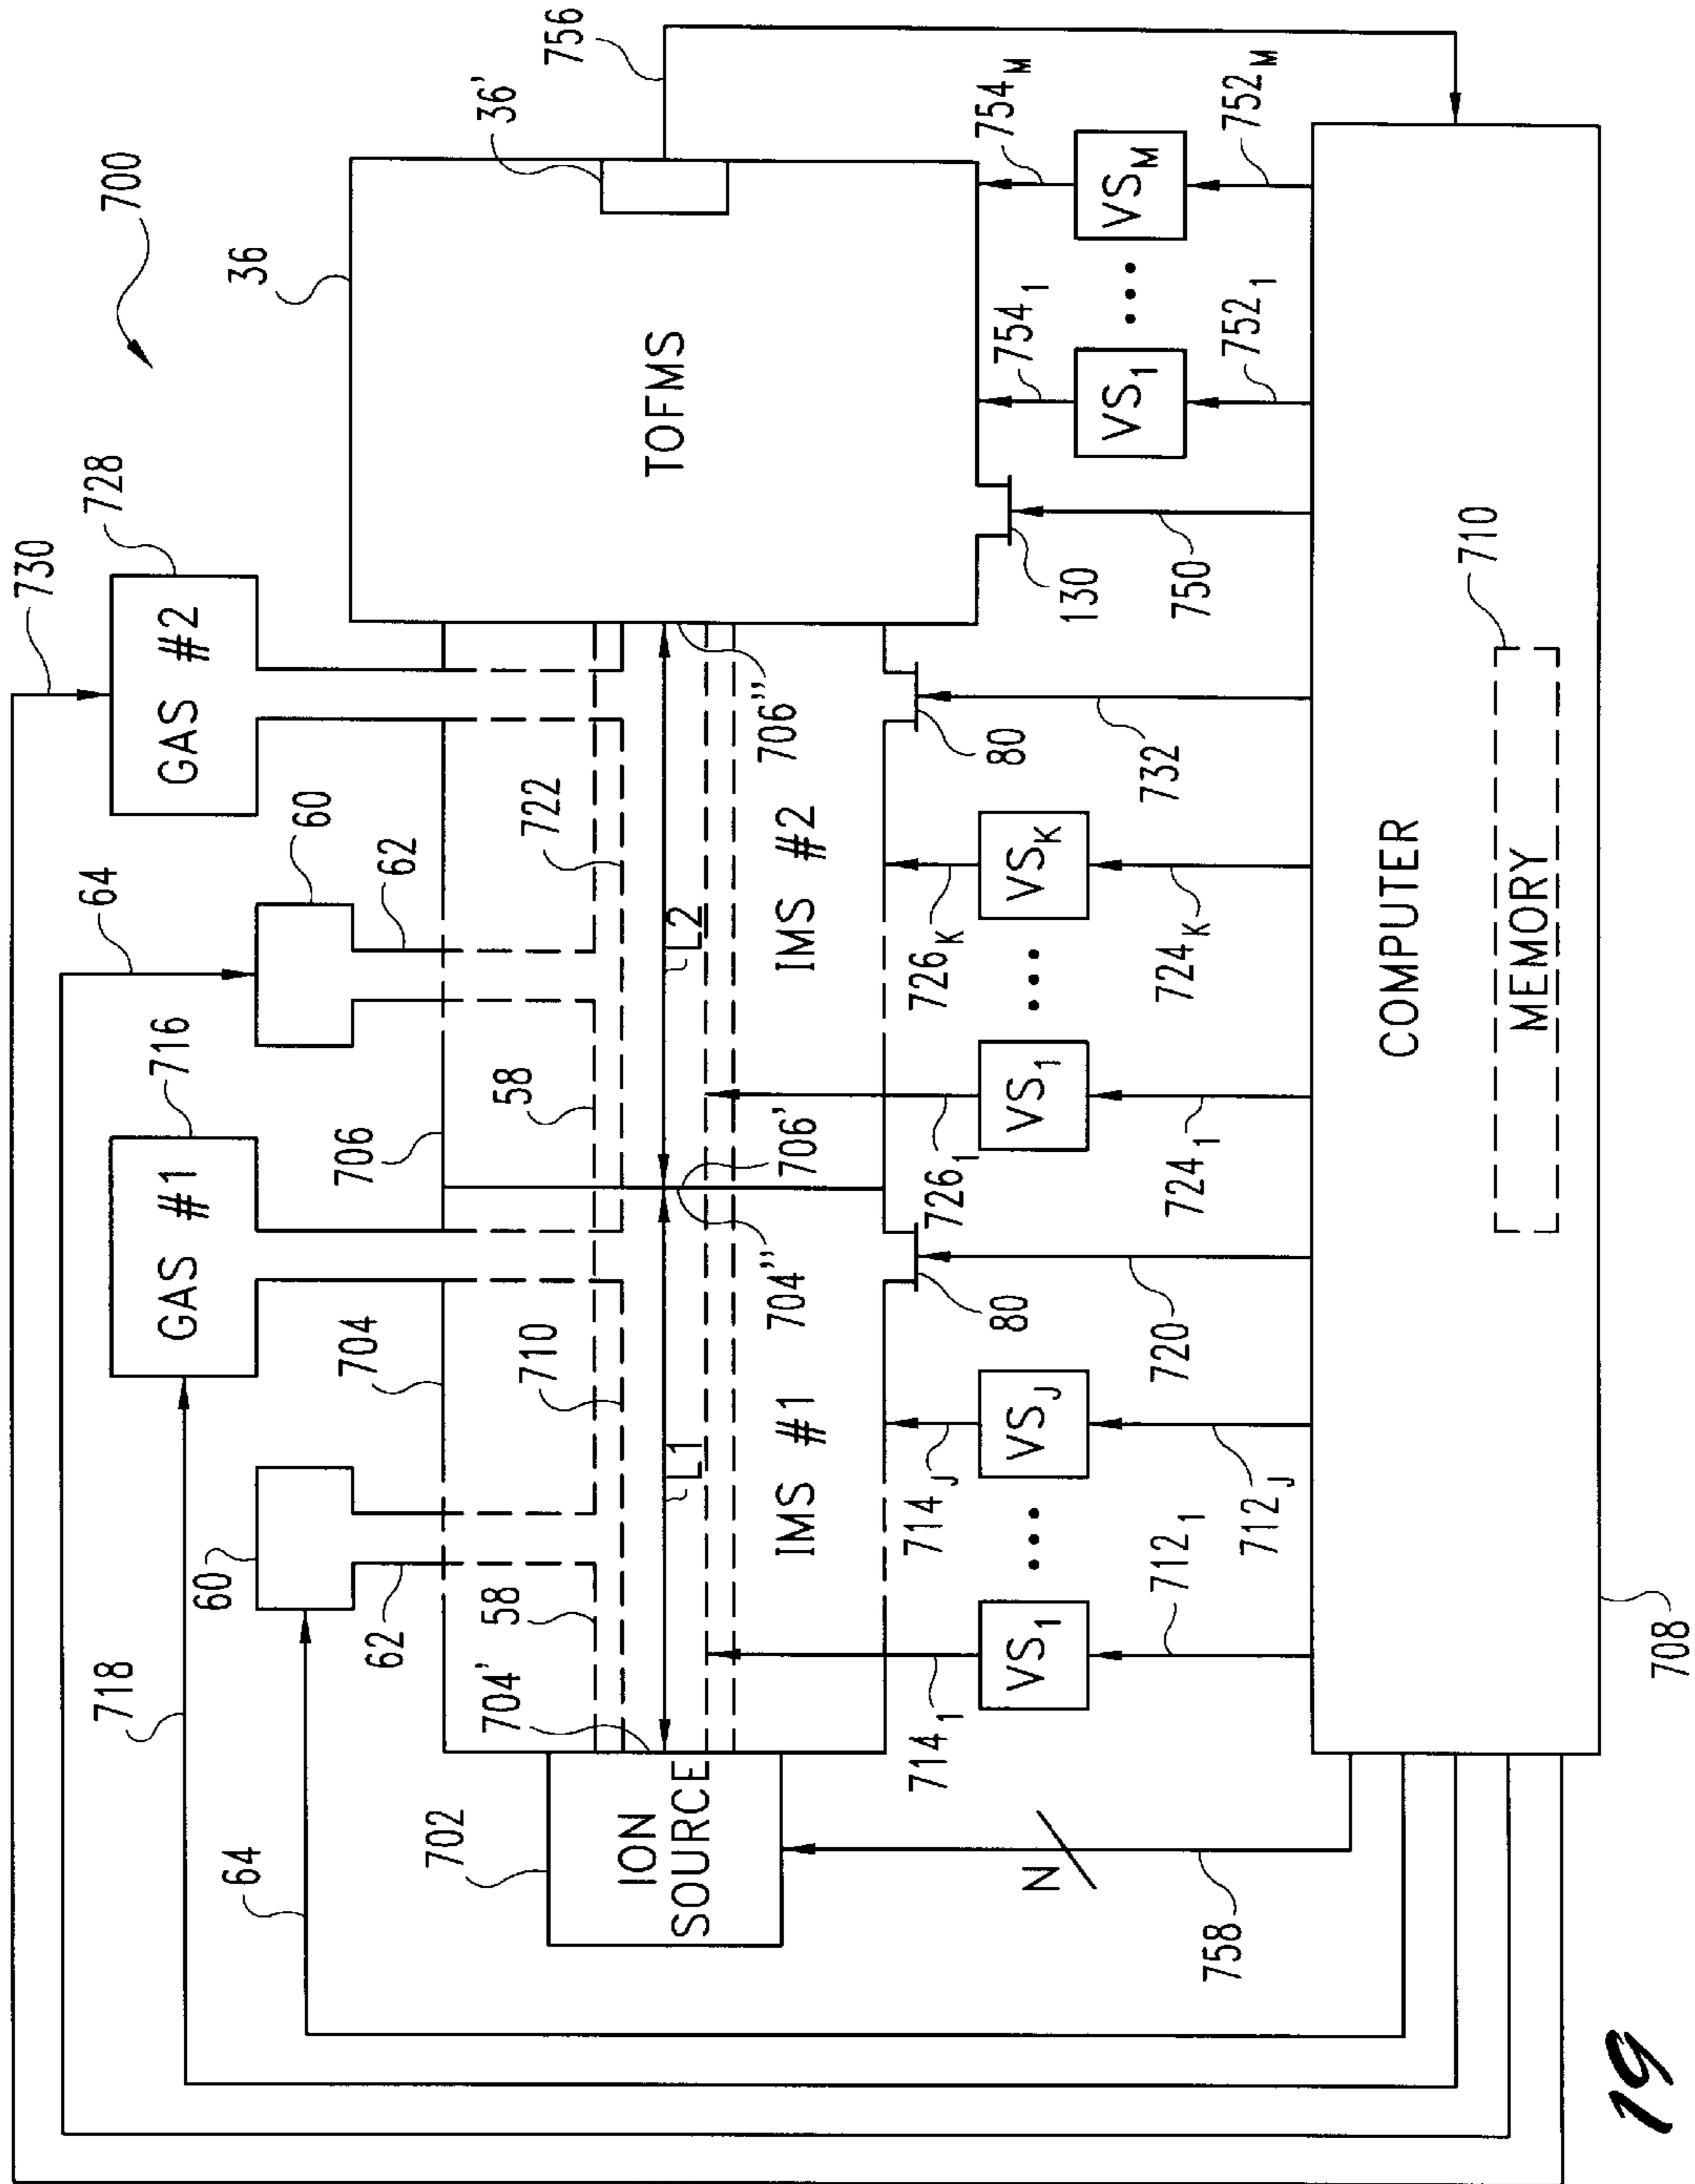 700
730
728
GAS #2
64
716
GAS #1
718
64
60
62
60
62
706
704
36
36'
756
TOFMS
58
722
58
710
704'
702
ION
SOURCE
L1
L2
704''
706'
706''
IMS #1
IMS #2
80
80
130
714₁
714J
726₁
726K
754₁
754M
VS₁
• • •
VSJ
VS₁
• • •
VSK
VS₁
• • •
VSM
712₁
712J
720
724₁
724K
732
750
752₁
752M
N
758
COMPUTER
MEMORY
710
708
19